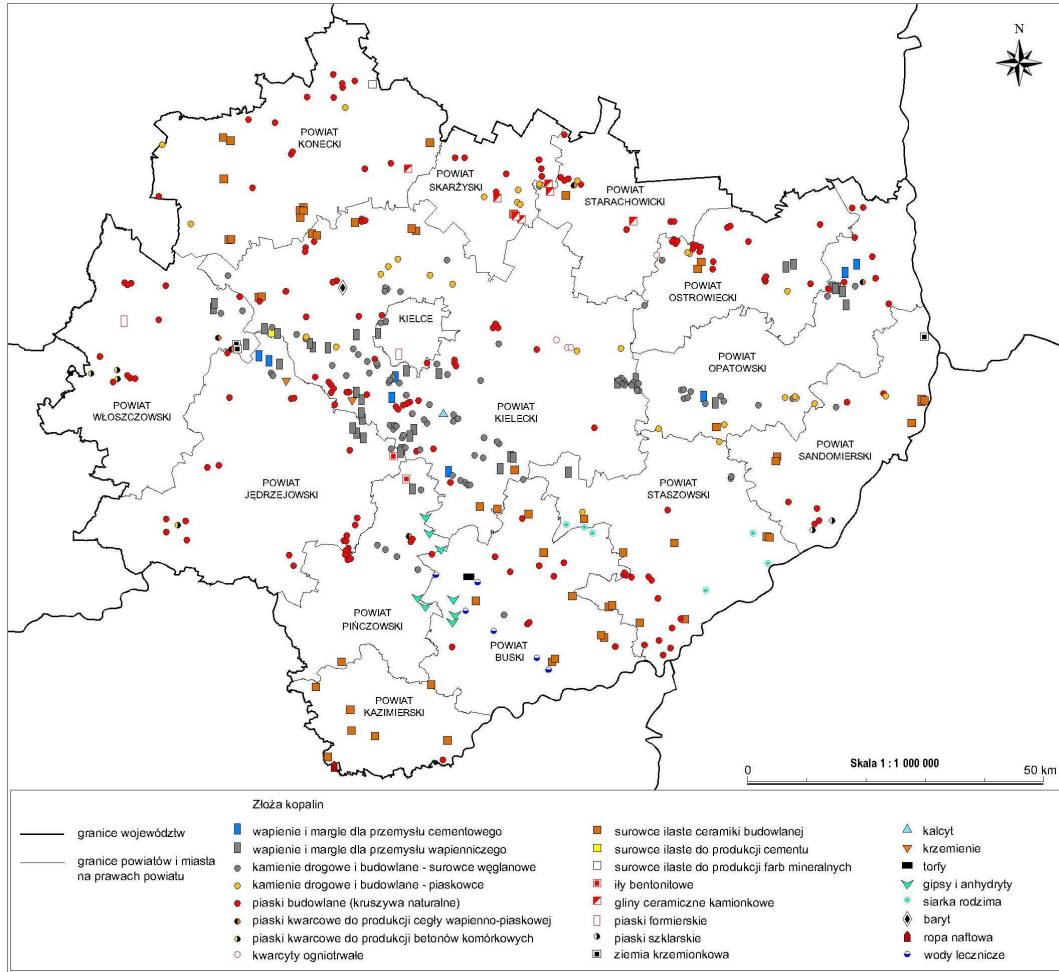 N
POWIAT
KONECKI
POWIAT
SKARŻYSKI
POWIAT
STARACHOWICKI
POWIAT
OSTROWIECKI
KIELCE
POWIAT
OPATOWSKI
POWIAT
WŁOSZCZOWSKI
POWIAT
KIELECKI
POWIAT
SANDOMIERSKI
POWIAT
JĘDRZEJOWSKI
POWIAT
STASZOWSKI
POWIAT
PIŃCZOWSKI
POWIAT
BUSKI
POWIAT
KAZIMIERSKI
Skala 1 : 1 000 000
0 50 km
Złoża kopalin
granice województw
granice powiatów i miasta
na prawach powiatu
wapienie i margle dla przemysłu cementowego
wapienie i margle dla przemysłu wapienniczego
kamienie drogowe i budowlane - surowce węglanowe
kamienie drogowe i budowlane - piaskowce
piaski budowlane (kruszywa naturalne)
piaski kwarcowe do produkcji cegły wapienno-piaskowej
piaski kwarcowe do produkcji betonów komórkowych
kwarcyty ogniotrwałe
surowce ilaste ceramiki budowlanej
surowce ilaste do produkcji cementu
surowce ilaste do produkcji farb mineralnych
iły bentonitowe
gliny ceramiczne kamionkowe
piaski formierskie
piaski szklarskie
ziemia krzemionkowa
kalcyt
krzemienie
torfy
gipsy i anhydryty
siarka rodzima
baryt
ropa naftowa
wody lecznicze